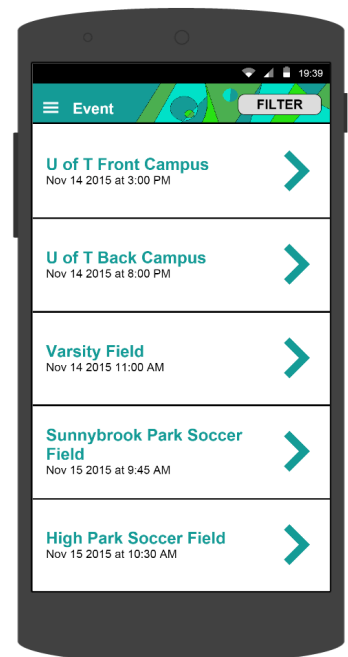 19:39
Event
FILTER
U of T Front Campus
Nov 14 2015 at 3:00 PM
U of T Back Campus
Nov 14 2015 at 8:00 PM
Varsity Field
Nov 14 2015 11:00 AM
Sunnybrook Park Soccer
Field
Nov 15 2015 at 9:45 AM
High Park Soccer Field
Nov 15 2015 at 10:30 AM